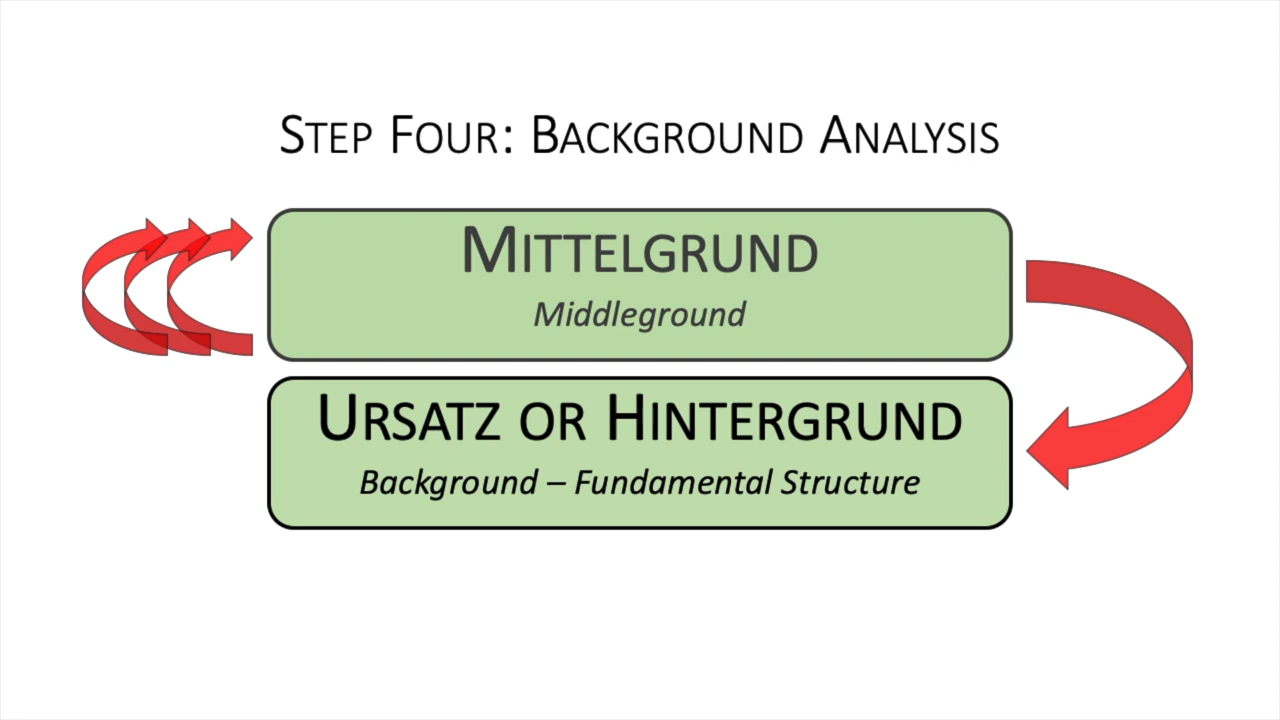 Step Four: Background Analysis
Mittelgrund
Middleground
Ursatz or Hintergrund
Background – Fundamental Structure